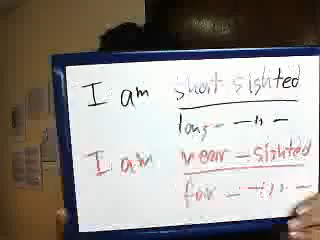 I am short sighted
long - -〃-
I am near - sighted
far - -〃-